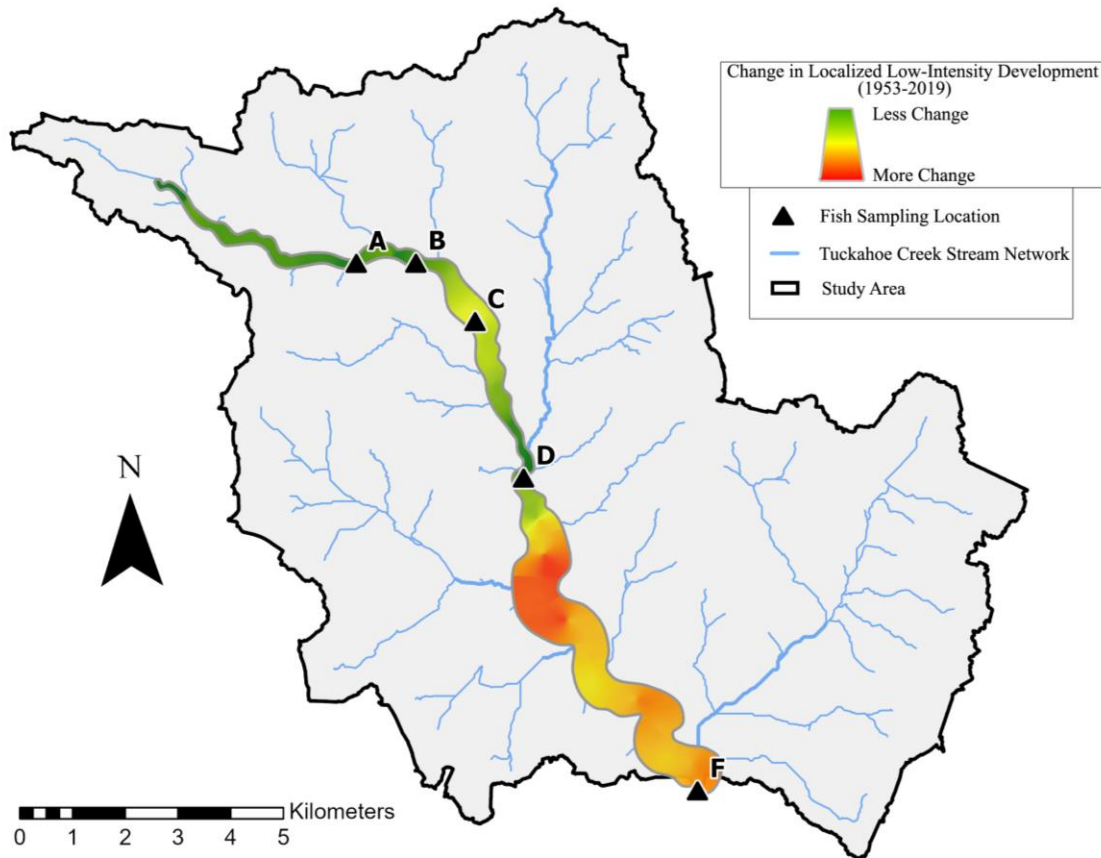 Change in Localized Low-Intensity Development
(1953-2019)
Less Change
More Change
Fish Sampling Location
Tuckahoe Creek Stream Network
Study Area
A
B
C
D
N
F
Kilometers
0 1 2 3 4 5